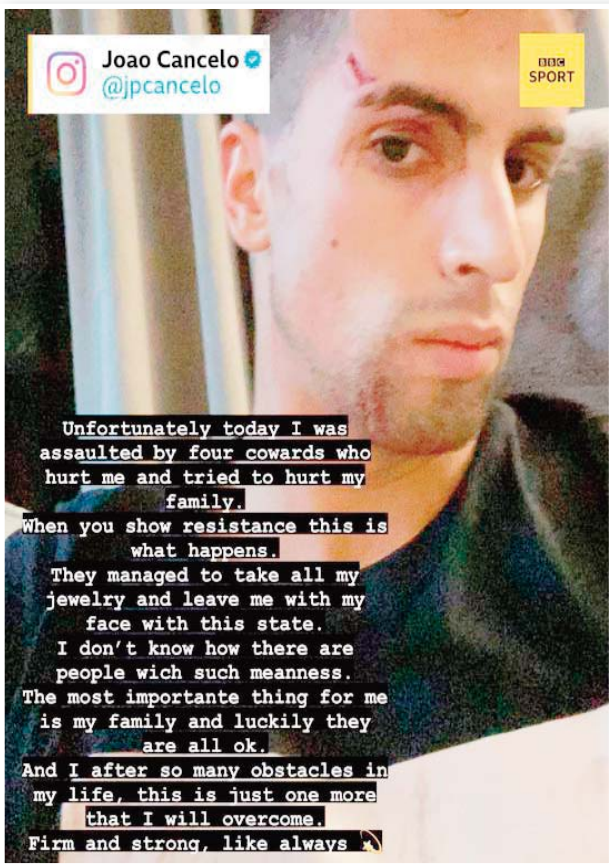 Joao Cancelo
@jpcancelo
BBC
SPORT
Unfortunately today I was
assaulted by four cowards who
hurt me and tried to hurt my
family.
When you show resistance this is
what happens.
They managed to take all my
jewelry and leave me with my
face with this state.
I don't know how there are
people wich such meanness.
The most importante thing for me
is my family and luckily they
are all ok.
And I after so many obstacles in
my life, this is just one more
that I will overcome.
Firm and strong, like always 💫